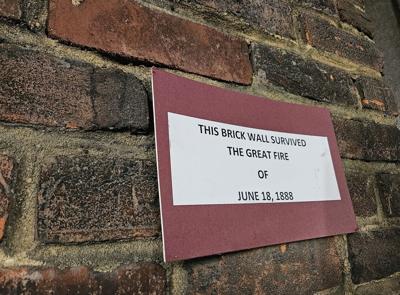 THIS BRICK WALL SURVIVED
THE GREAT FIRE
OF
JUNE 18, 1888